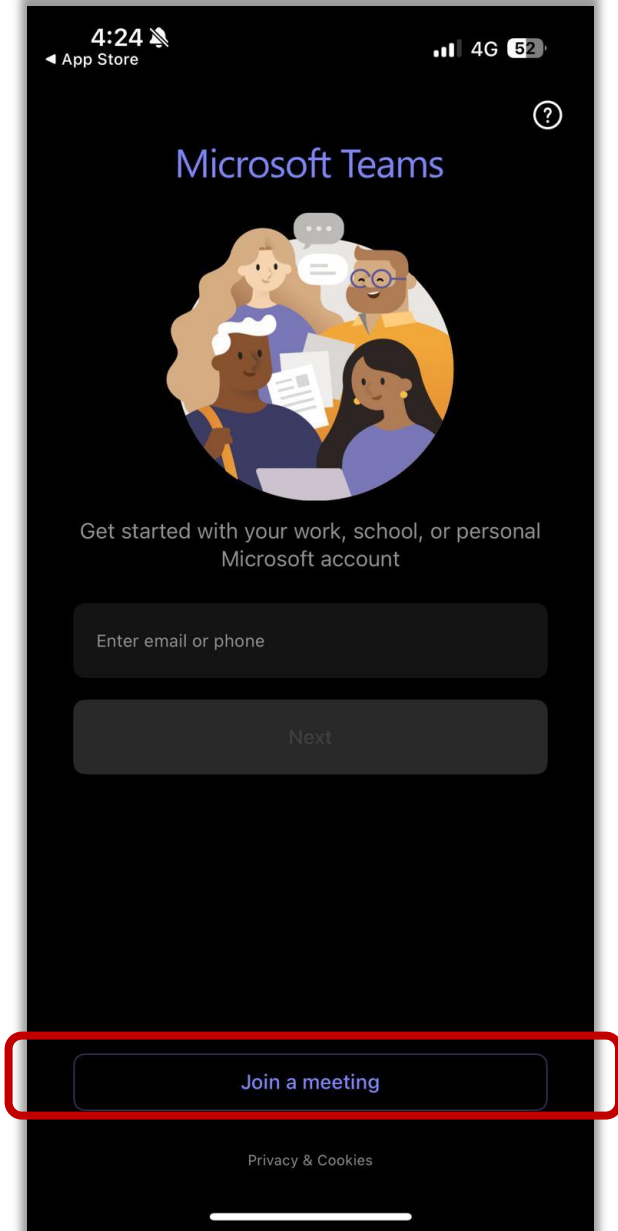 4:24
◀ App Store
4G 52
?
Microsoft Teams
Get started with your work, school, or personal
Microsoft account
Enter email or phone
Next
Join a meeting
Privacy & Cookies